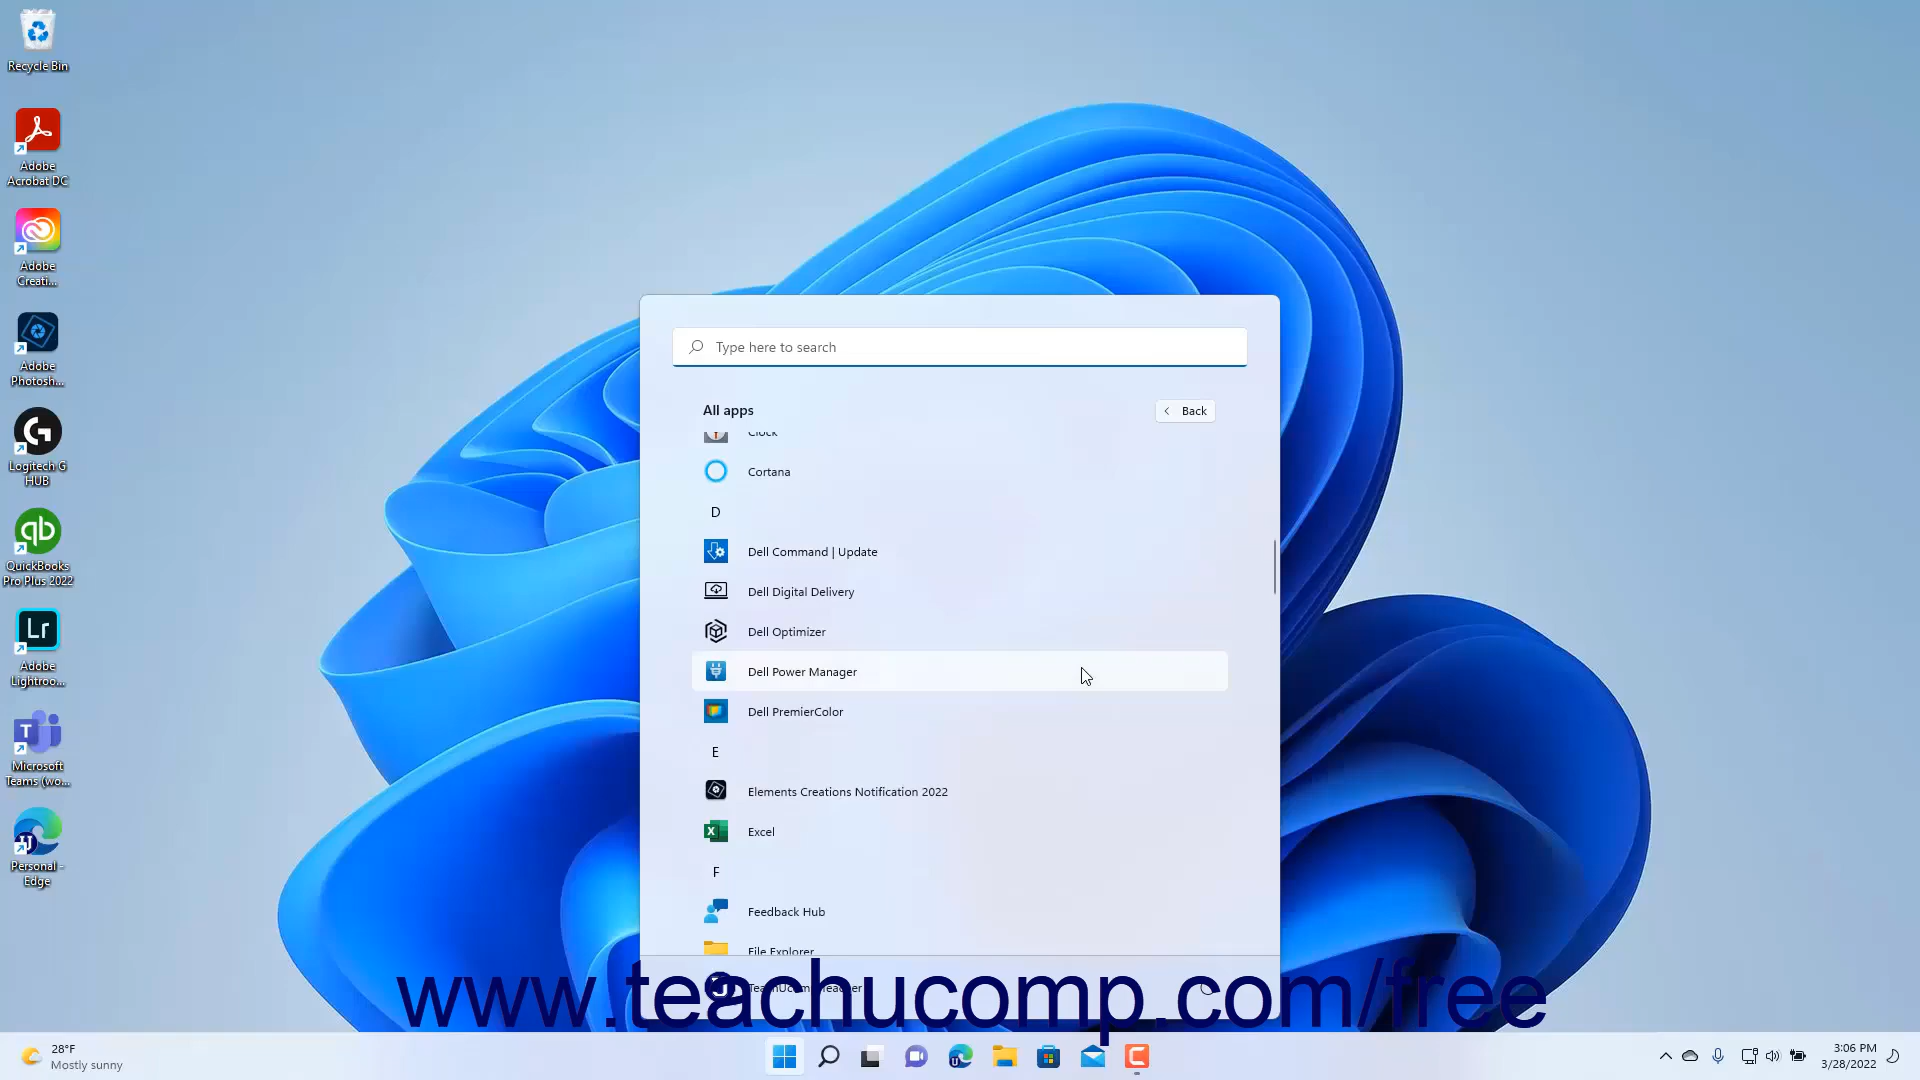 Recycle Bin
Adobe
Acrobat DC
Adobe
Creati...
Adobe
Photosh...
Logitech G
HUB
QuickBooks
Pro Plus 2022
Adobe
Lightroo...
Microsoft
Teams (wo...
Personal -
Edge
Type here to search
All apps
Back
Clock
Cortana
D
Dell Command | Update
Dell Digital Delivery
Dell Optimizer
Dell Power Manager
Dell PremierColor
E
Elements Creations Notification 2022
Excel
F
Feedback Hub
File Explorer
TeachUcomp Teacher
www.teachucomp.com/free
28°F
Mostly sunny
3:06 PM
3/28/2022